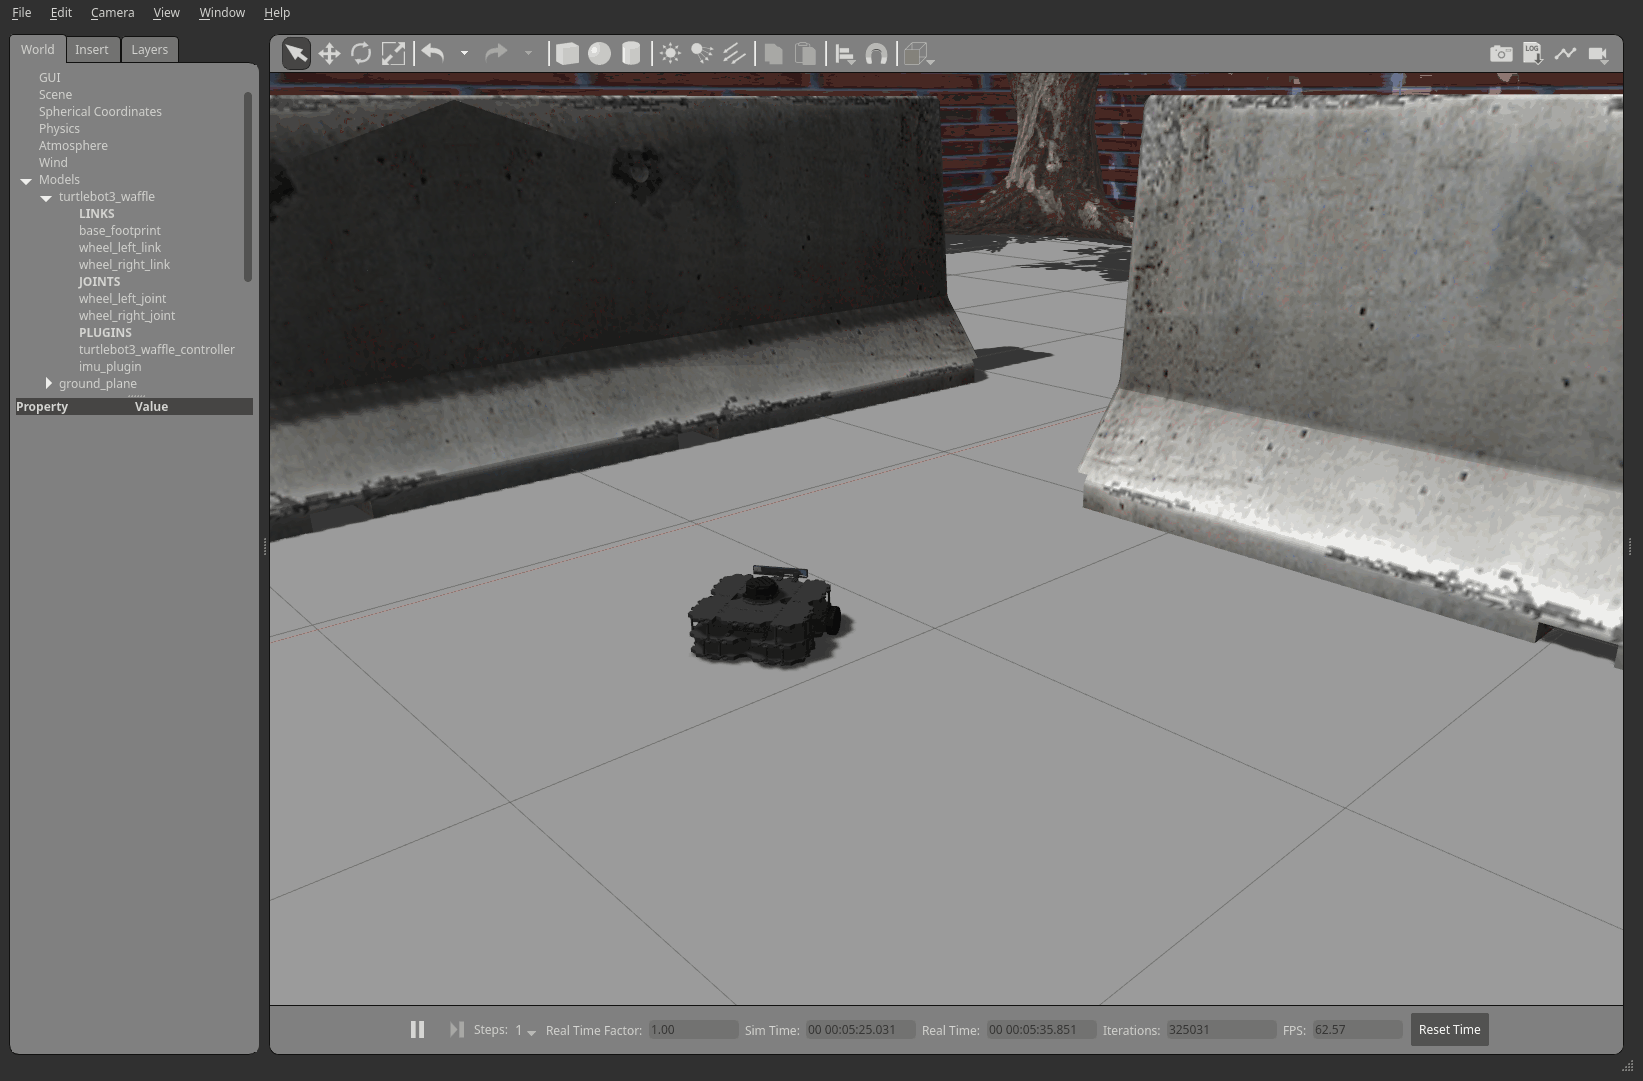 File Edit Camera View Window Help
World Insert Layers
GUI
Scene
Spherical Coordinates
Physics
Atmosphere
Wind
Models
turtlebot3_waffle
LINKS
base_footprint
wheel_left_link
wheel_right_link
JOINTS
wheel_left_joint
wheel_right_joint
PLUGINS
turtlebot3_waffle_controller
imu_plugin
ground_plane
Property Value
LOG
Steps: 1 Real Time Factor: 1.00 Sim Time: 00 00:05:25.031 Real Time: 00 00:05:35.851 Iterations: 325031 FPS: 62.57 Reset Time